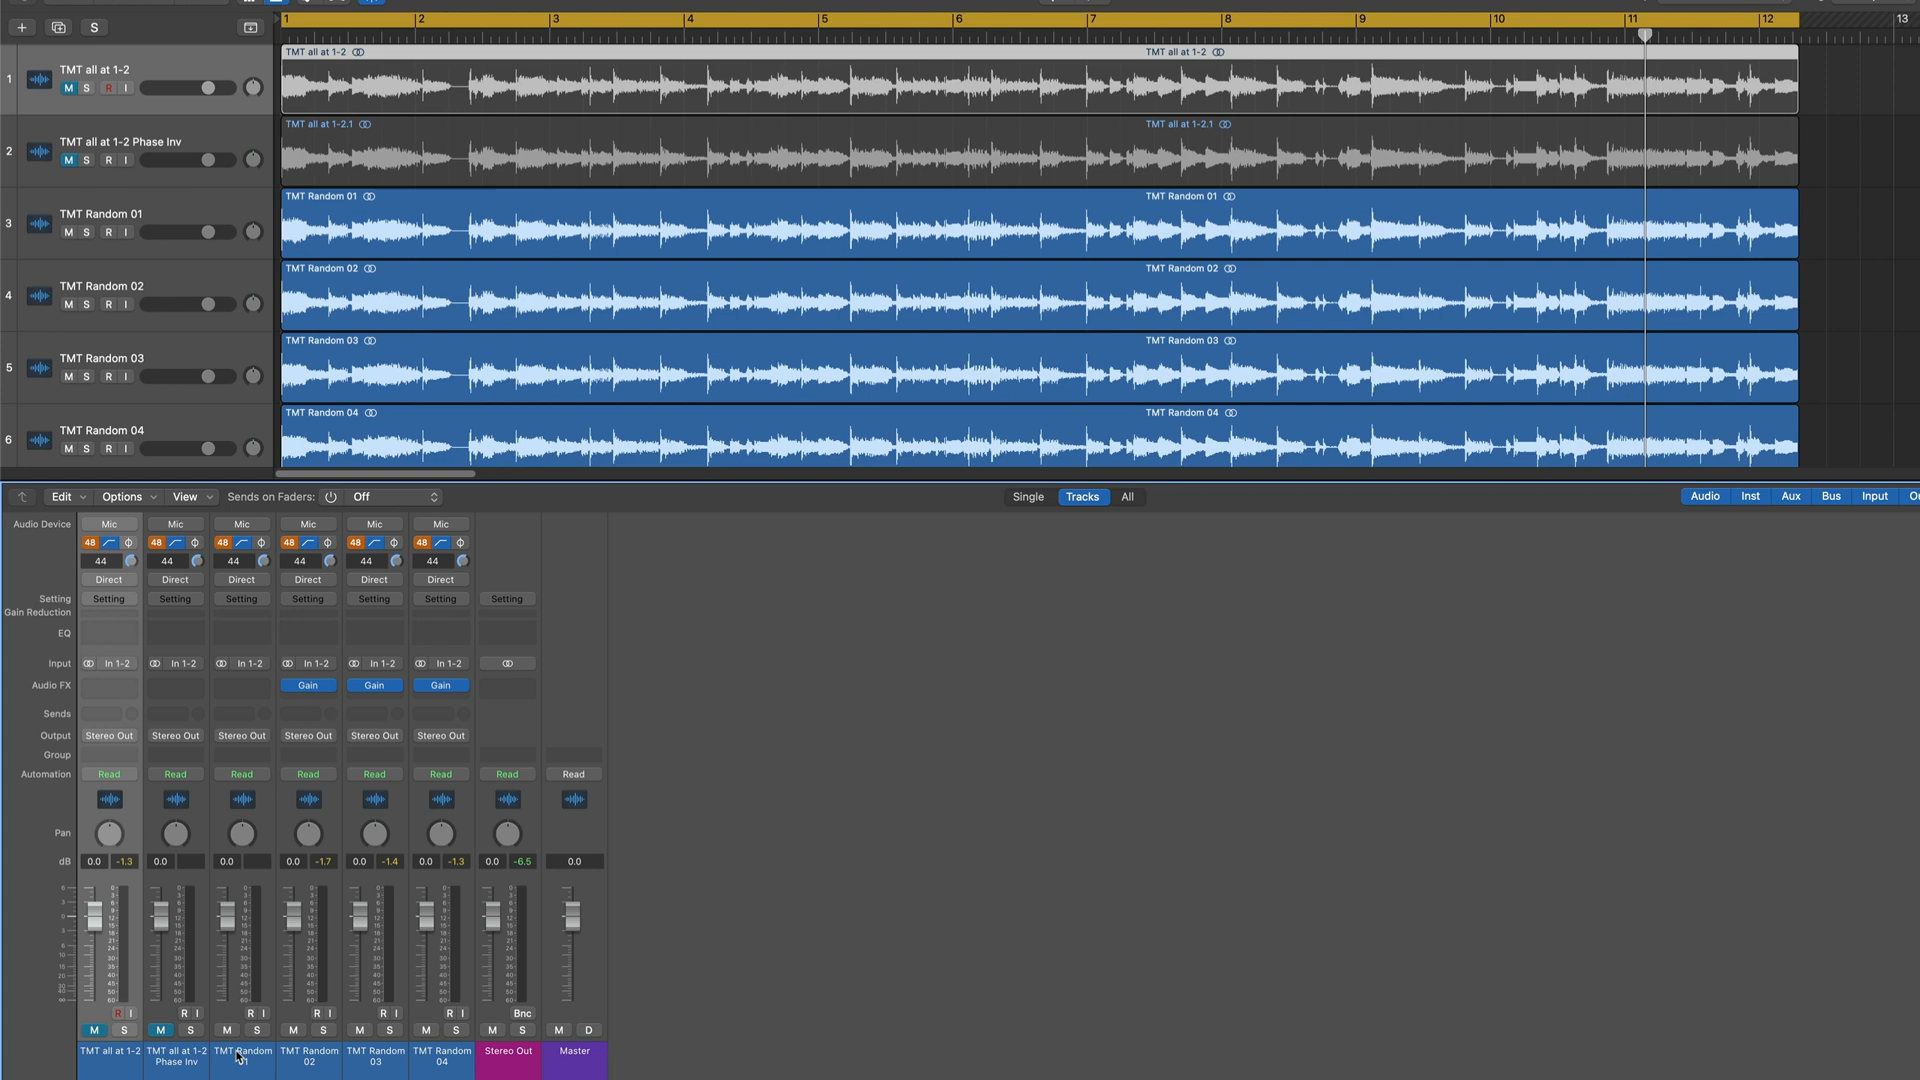 1 2 3 4 5 6 7 8 9 10 11 12 13
+ S
1 TMT all at 1-2
M S R I
TMT all at 1-2 TMT all at 1-2
2 TMT all at 1-2 Phase Inv
M S R I
TMT all at 1-2.1 TMT all at 1-2.1
3 TMT Random 01
M S R I
TMT Random 01 TMT Random 01
4 TMT Random 02
M S R I
TMT Random 02 TMT Random 02
5 TMT Random 03
M S R I
TMT Random 03 TMT Random 03
6 TMT Random 04
M S R I
TMT Random 04 TMT Random 04
Edit Options View Sends on Faders: Off Single Tracks All Audio Inst Aux Bus Input Ou
Audio Device Mic Mic Mic Mic Mic Mic
48 48 48 48 48 48
44 44 44 44 44 44
Direct Direct Direct Direct Direct Direct
Setting Setting Setting Setting Setting Setting Setting Setting
Gain Reduction
EQ
Input In 1-2 In 1-2 In 1-2 In 1-2 In 1-2 In 1-2
Audio FX Gain Gain Gain
Sends
Output Stereo Out Stereo Out Stereo Out Stereo Out Stereo Out Stereo Out
Group
Automation Read Read Read Read Read Read Read Read
Pan
dB 0.0 -1.3 0.0 0.0 0.0 -1.7 0.0 -1.4 0.0 -1.3 0.0 -6.5 0.0
R I R I R I R I R I R I Bnc
M S M S M S M S M S M S M S M D
TMT all at 1-2 TMT all at 1-2 Phase Inv TMT Random 01 TMT Random 02 TMT Random 03 TMT Random 04 Stereo Out Master